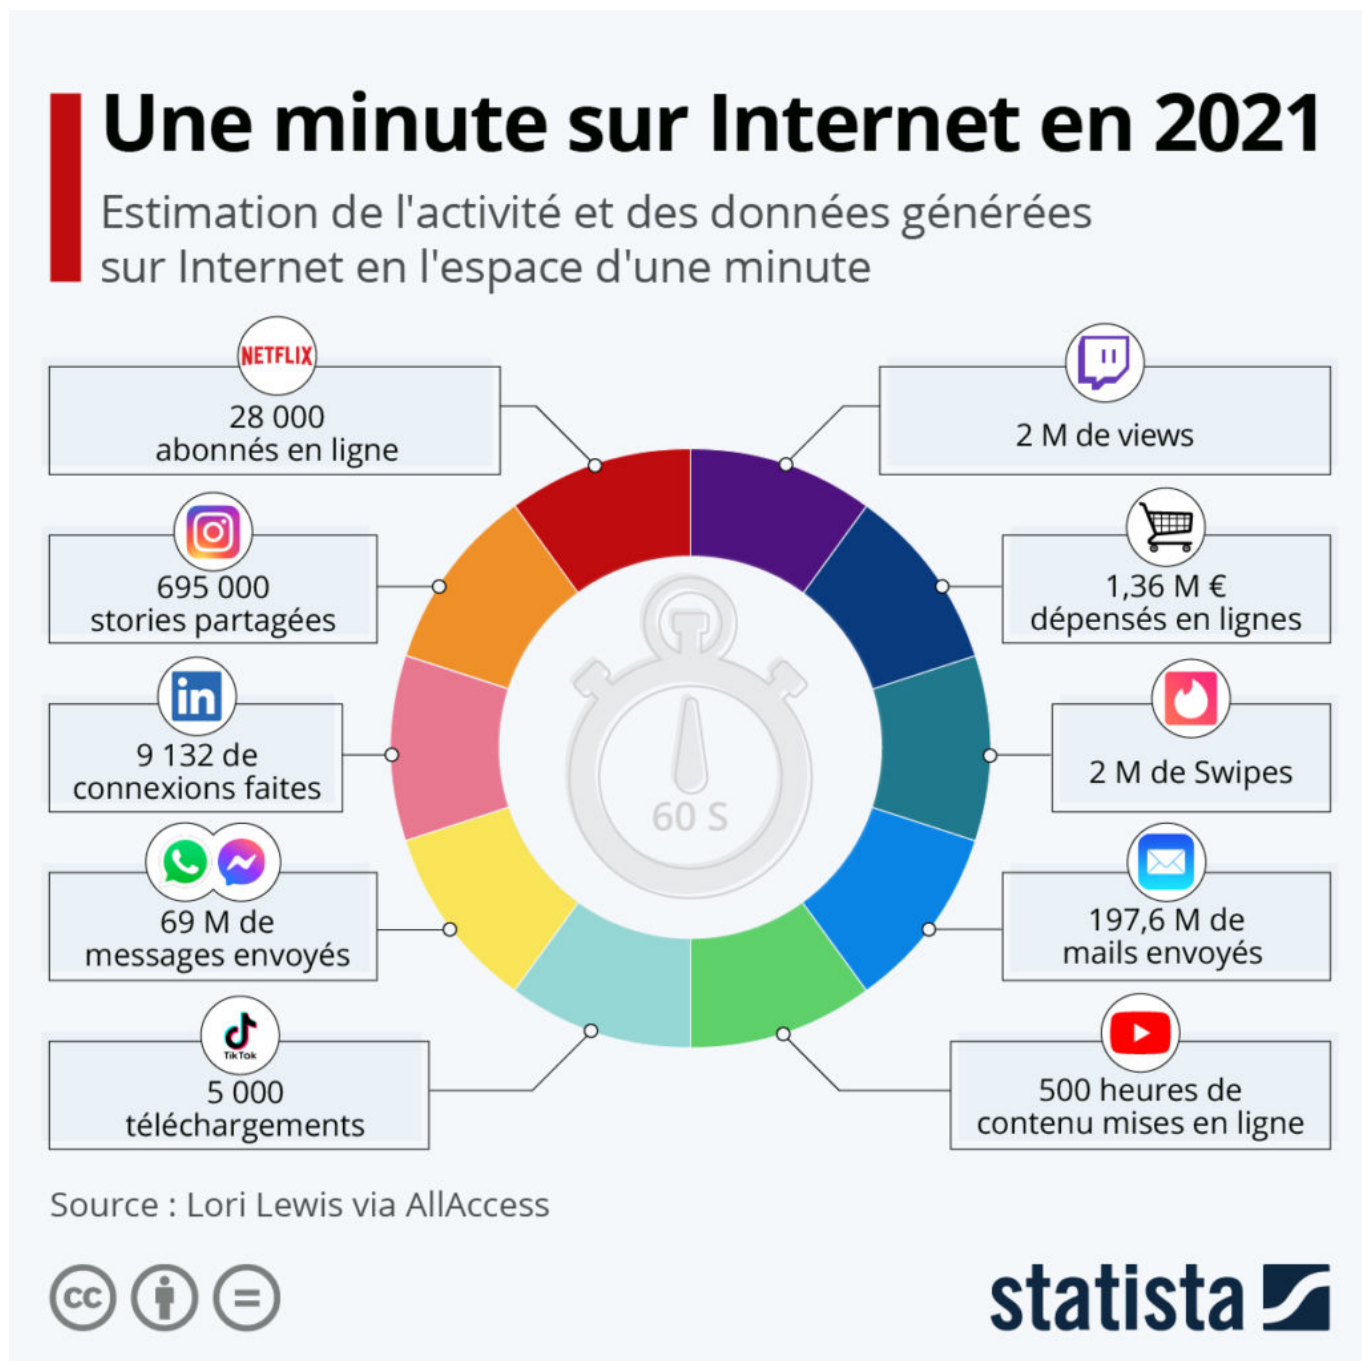 Une minute sur Internet en 2021
Estimation de l'activité et des données générées
sur Internet en l'espace d'une minute
NETFLIX
28 000
abonnés en ligne
2 M de views
695 000
stories partagées
1,36 M €
dépensés en lignes
in
9 132 de
connexions faites
2 M de Swipes
60 S
69 M de
messages envoyés
197,6 M de
mails envoyés
TikTok
5 000
téléchargements
500 heures de
contenu mises en ligne
Source : Lori Lewis via AllAccess
cc
statista